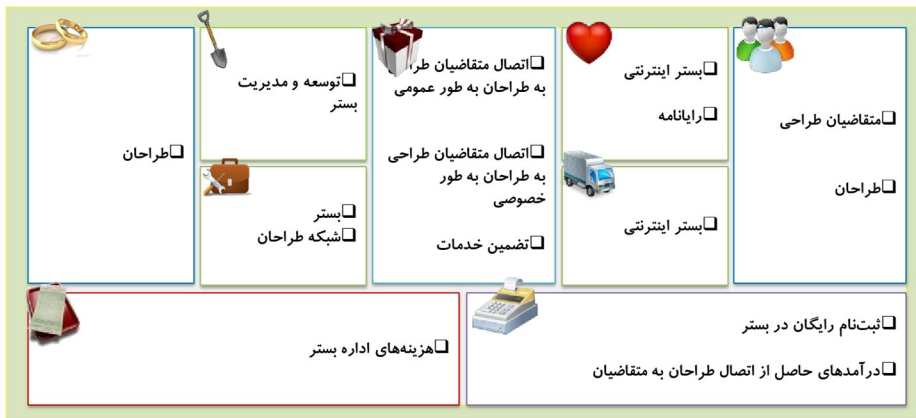 ❑متقاضیان طراحی
❑طراحان
❑بستر اینترنتی
❑رایانامه
❑بستر اینترنتی
❑اتصال متقاضیان
به طراحان به طور عمومی
❑اتصال متقاضیان طراحی
به طراحان به طور
خصوصی
❑تضمین خدمات
❑توسعه و مدیریت
بستر
❑بستر
❑شبکه طراحان
❑طراحان
❑ثبت‌نام رایگان در بستر
❑درآمدهای حاصل از اتصال طراحان به متقاضیان
❑هزینه‌های اداره بستر